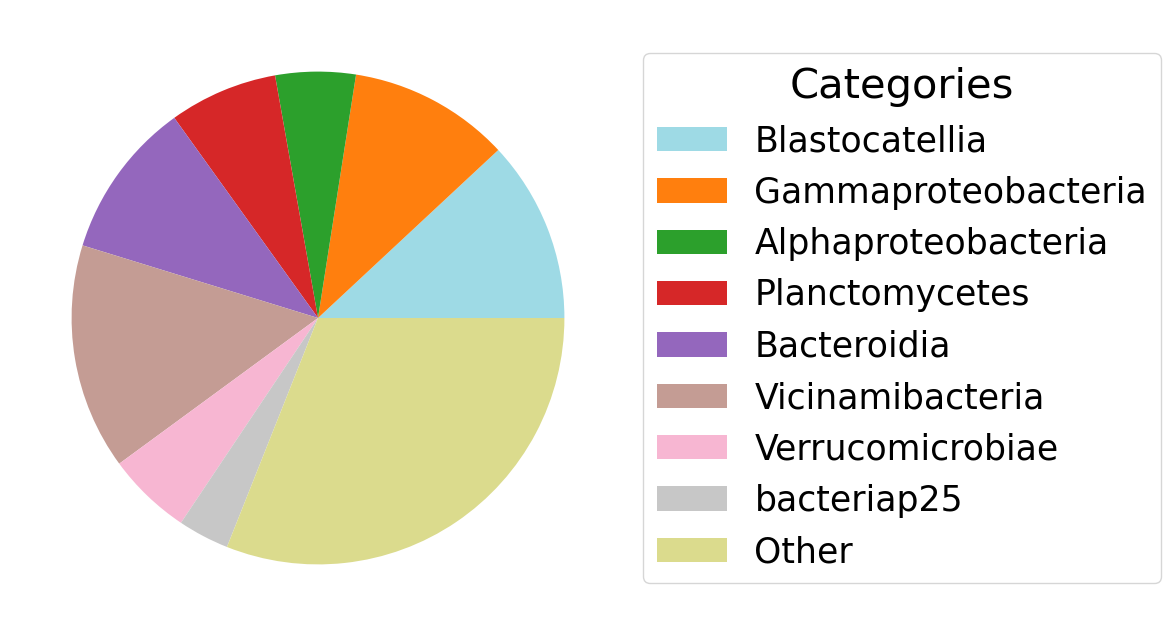 Categories
Blastocatellia
Gammaproteobacteria
Alphaproteobacteria
Planctomycetes
Bacteroidia
Vicinamibacteria
Verrucomicrobiae
bacteriap25
Other